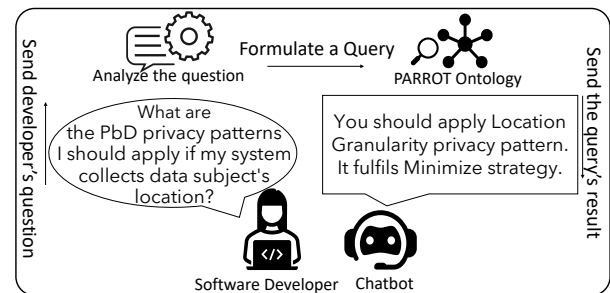 Send developer's question
Analyze the question
Formulate a Query
PARROT Ontology
Send the query's result
What are
the PbD privacy patterns
I should apply if my system
collects data subject's
location?
You should apply Location
Granularity privacy pattern.
It fulfils Minimize strategy.
</>
Software Developer
Chatbot